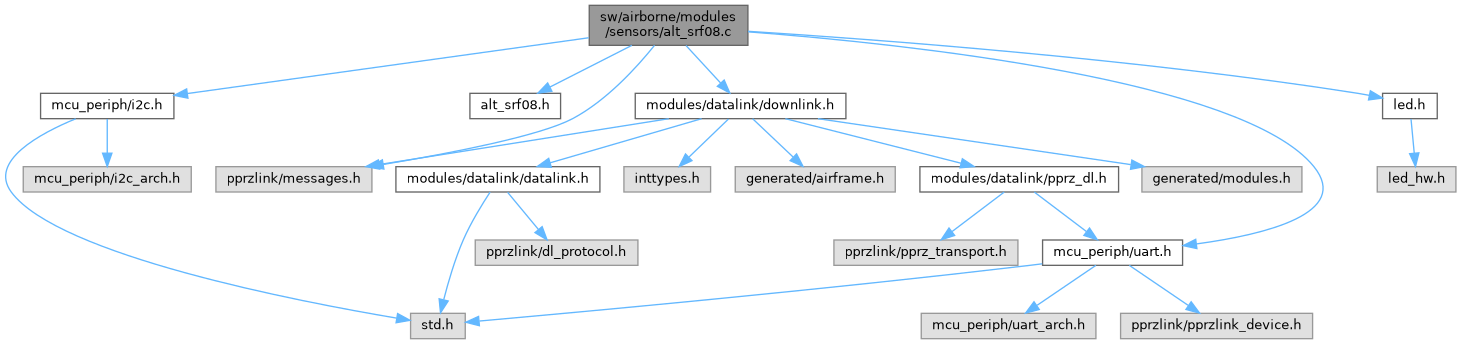 sw/airborne/modules
/sensors/alt_srf08.c
mcu_periph/i2c.h
alt_srf08.h
modules/datalink/downlink.h
led.h
mcu_periph/i2c_arch.h
pprzlink/messages.h
modules/datalink/datalink.h
inttypes.h
generated/airframe.h
modules/datalink/pprz_dl.h
generated/modules.h
led_hw.h
pprzlink/dl_protocol.h
pprzlink/pprz_transport.h
mcu_periph/uart.h
std.h
mcu_periph/uart_arch.h
pprzlink/pprzlink_device.h